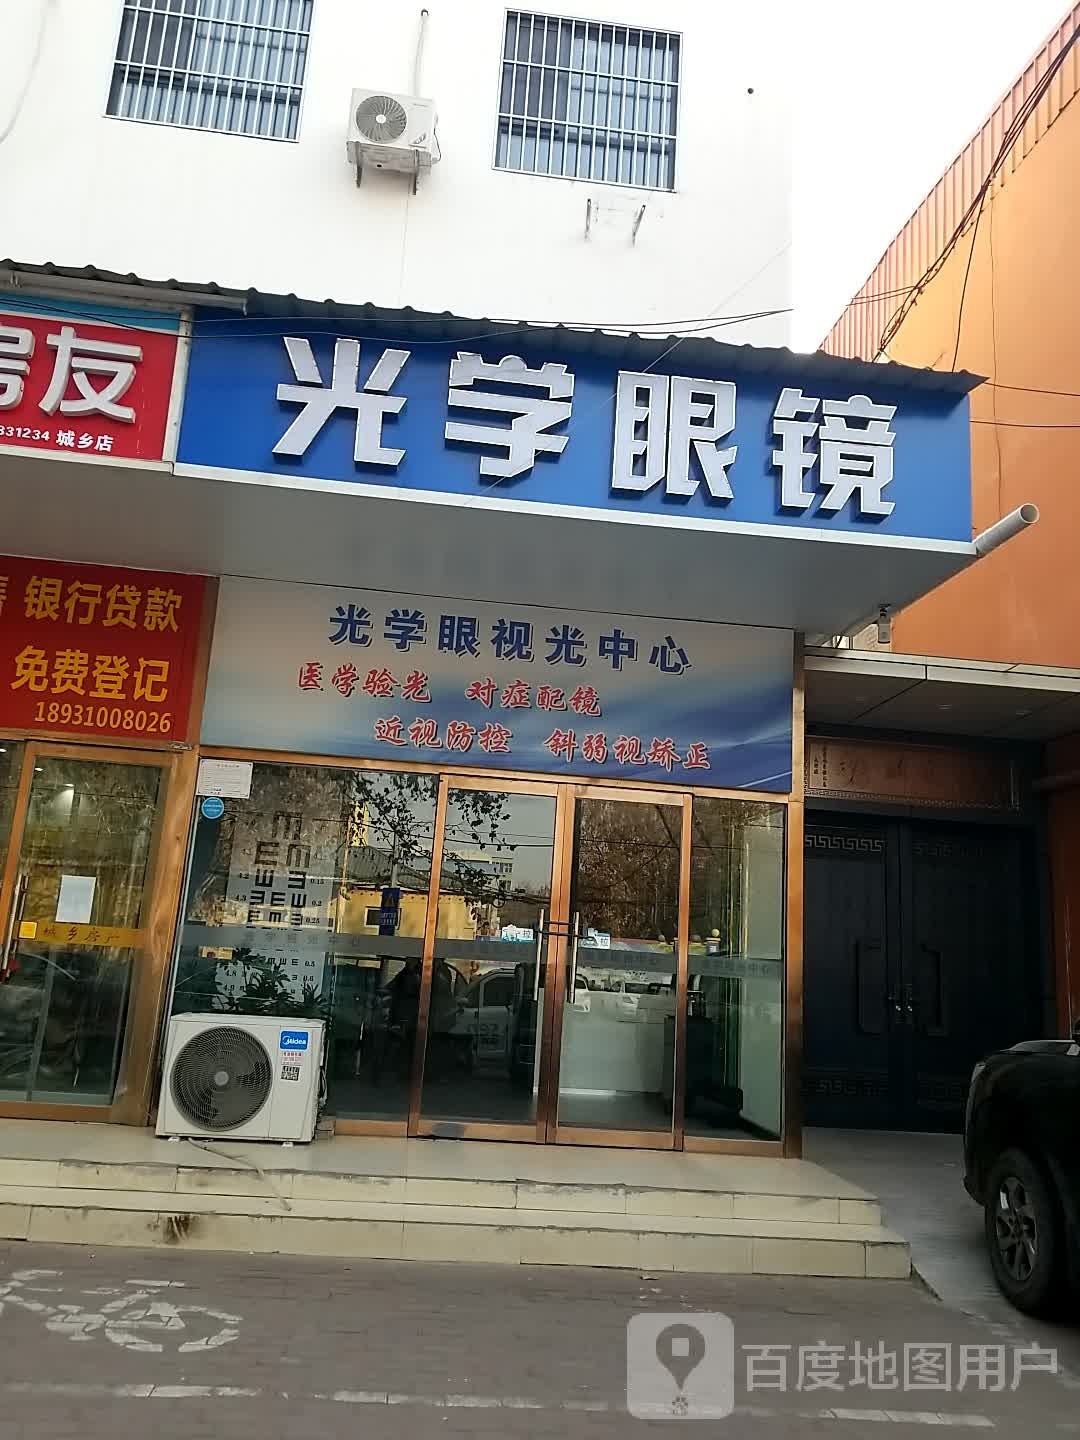 光学眼镜
房友
831234 城乡店
银行贷款
免费登记
18931008026
光学眼视光中心
医学验光 对症配镜
近视防控 斜弱视矫正
城乡房产
Midea
百度地图用户